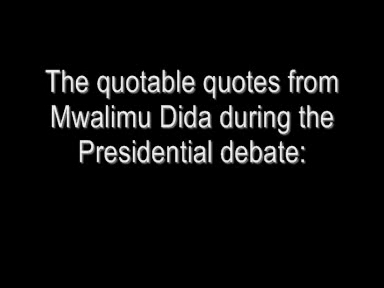 The quotable quotes from
Mwalimu Dida during the
Presidential debate: